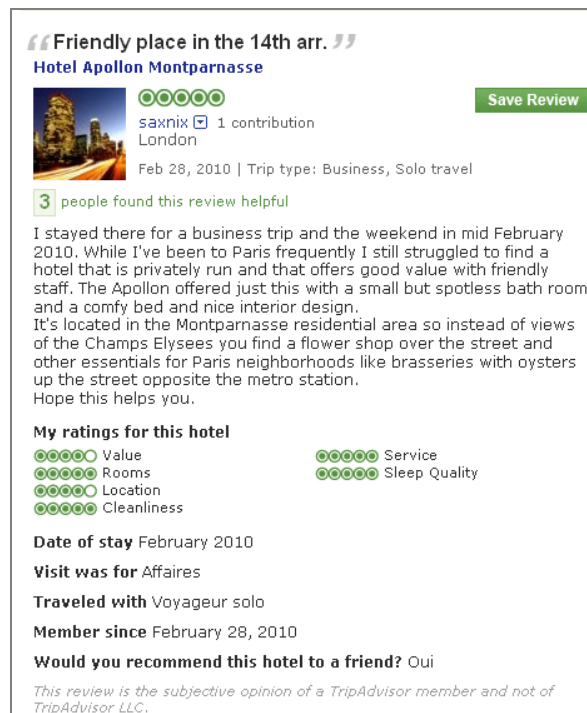 “ Friendly place in the 14th arr. ”
Hotel Apollon Montparnasse
Save Review
saxnix 1 contribution
London
Feb 28, 2010 | Trip type: Business, Solo travel
3 people found this review helpful
I stayed there for a business trip and the weekend in mid February
2010. While I've been to Paris frequently I still struggled to find a
hotel that is privately run and that offers good value with friendly
staff. The Apollon offered just this with a small but spotless bath room
and a comfy bed and nice interior design.
It's located in the Montparnasse residential area so instead of views
of the Champs Elysees you find a flower shop over the street and
other essentials for Paris neighborhoods like brasseries with oysters
up the street opposite the metro station.
Hope this helps you.
My ratings for this hotel
Value Service
Rooms Sleep Quality
Location
Cleanliness
Date of stay February 2010
Visit was for Affaires
Traveled with Voyageur solo
Member since February 28, 2010
Would you recommend this hotel to a friend? Oui
This review is the subjective opinion of a TripAdvisor member and not of
TripAdvisor LLC.